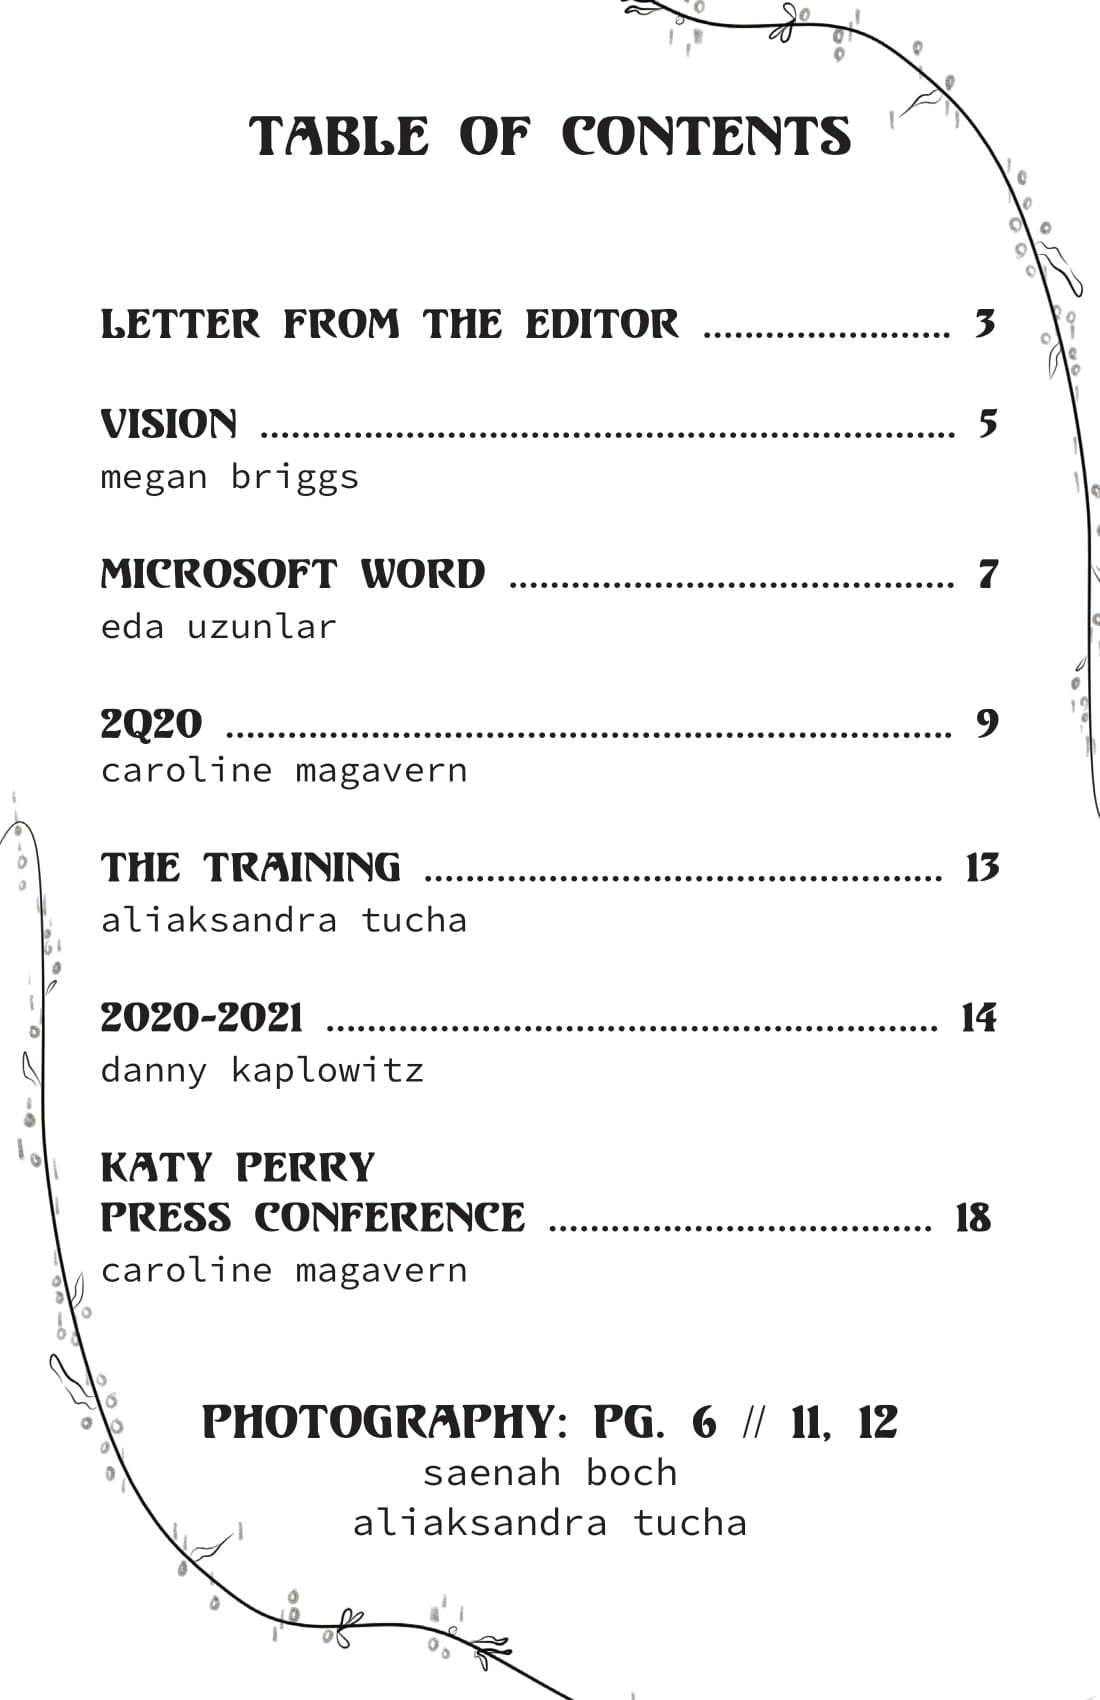 TABLE OF CONTENTS
LETTER FROM THE EDITOR ........................ 3
VISION ................................................................... 5
megan briggs
MICROSOFT WORD ........................................... 7
eda uzunlar
2Q20 ...................................................................... 9
caroline magavern
THE TRAINING .................................................. 13
aliaksandra tucha
2020-2021 ........................................................... 14
danny kaplowitz
KATY PERRY
PRESS CONFERENCE ..................................... 18
caroline magavern
PHOTOGRAPHY: PG. 6 // 11, 12
saenah boch
aliaksandra tucha